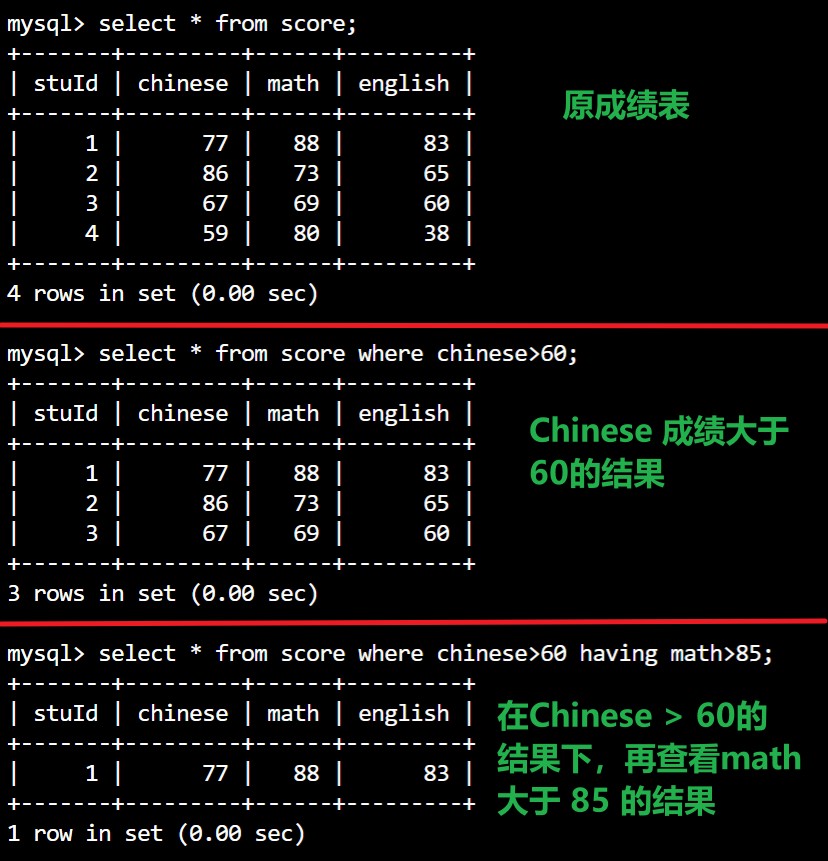 mysql> select * from score;
+-------+---------+------+---------+
| stuId | chinese | math | english |
+-------+---------+------+---------+
|     1 |      77 |   88 |      83 |
|     2 |      86 |   73 |      65 |
|     3 |      67 |   69 |      60 |
|     4 |      59 |   80 |      38 |
+-------+---------+------+---------+
4 rows in set (0.00 sec)
原成绩表
mysql> select * from score where chinese>60;
+-------+---------+------+---------+
| stuId | chinese | math | english |
+-------+---------+------+---------+
|     1 |      77 |   88 |      83 |
|     2 |      86 |   73 |      65 |
|     3 |      67 |   69 |      60 |
+-------+---------+------+---------+
3 rows in set (0.00 sec)
Chinese 成绩大于
60的结果
mysql> select * from score where chinese>60 having math>85;
+-------+---------+------+---------+
| stuId | chinese | math | english |
+-------+---------+------+---------+
|     1 |      77 |   88 |      83 |
+-------+---------+------+---------+
1 row in set (0.00 sec)
在Chinese > 60的
结果下，再查看math
大于 85 的结果